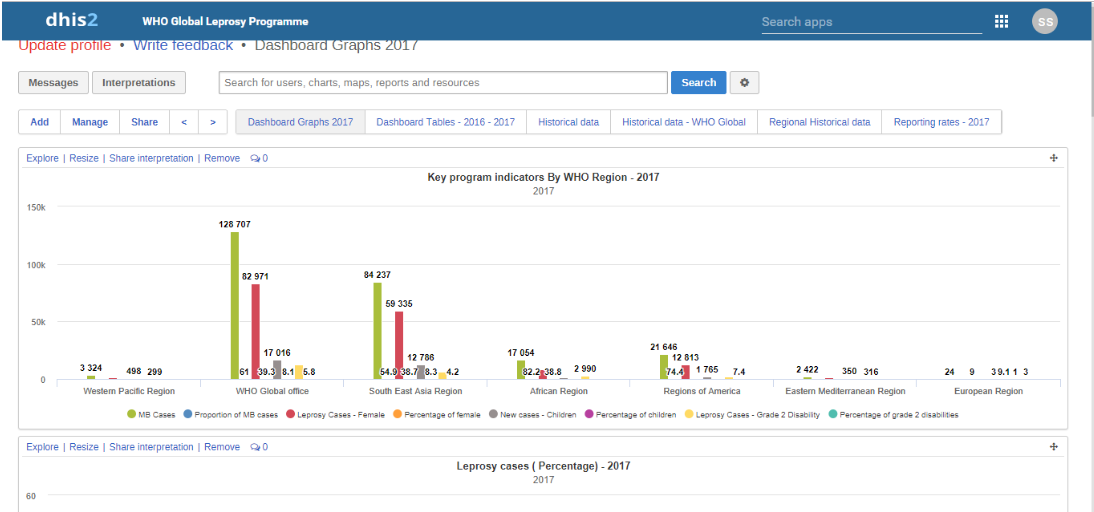 dhis2 WHO Global Leprosy Programme Search apps SS
Update profile • Write feedback • Dashboard Graphs 2017
Messages Interpretations Search for users, charts, maps, reports and resources Search
Add Manage Share < > Dashboard Graphs 2017 Dashboard Tables - 2016 - 2017 Historical data Historical data - WHO Global Regional Historical data Reporting rates - 2017
Explore | Resize | Share interpretation | Remove 0
Key program indicators By WHO Region - 2017
2017
150k
128 707
100k
82 971
84 237
59 335
50k
17 016
12 786
17 054
21 646
12 813
3 324 498 299
61 39.3 8.1 5.8
54.9 38.7 8.3 4.2
82.2 38.8 2 990
74.4 1 765 7.4
2 422 350 316
24 9 39.1 1 3
0
Western Pacific Region WHO Global office South East Asia Region African Region Regions of America Eastern Mediterranean Region European Region
MB Cases Proportion of MB cases Leprosy Cases - Female Percentage of female New cases - Children Percentage of children Leprosy Cases - Grade 2 Disability Percentage of grade 2 disabilities
Explore | Resize | Share interpretation | Remove 0
Leprosy cases ( Percentage) - 2017
2017
60